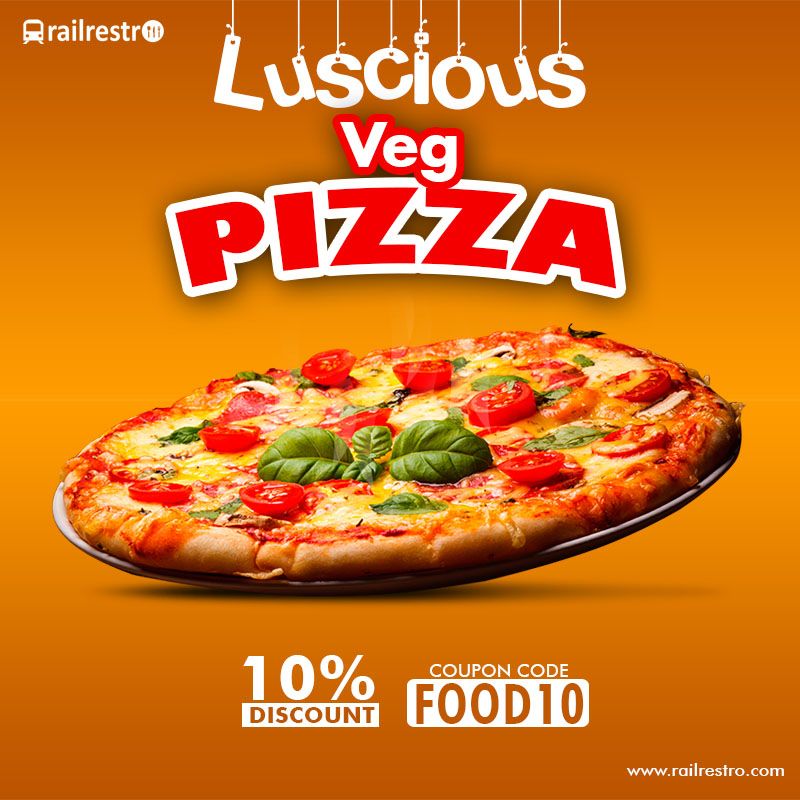 railrestro
Luscious
Veg
PIZZA
10%
DISCOUNT
COUPON CODE
FOOD10
www.railrestro.com